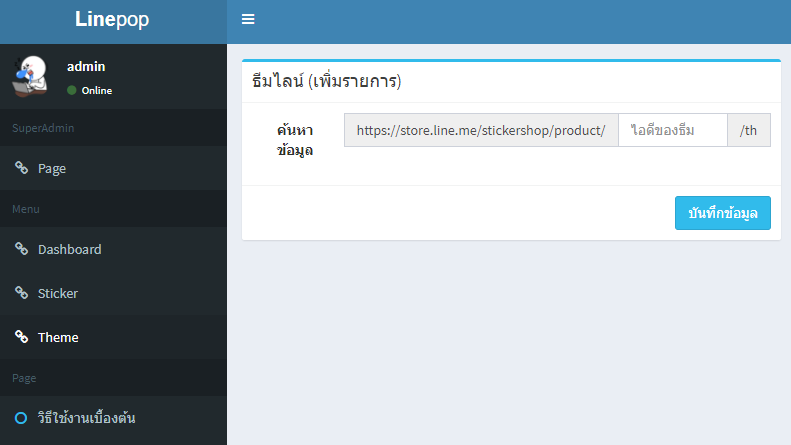 Linepop
admin
Online
SuperAdmin
Page
Menu
Dashboard
Sticker
Theme
Page
วิธีใช้งานเบื้องต้น
ธีมไลน์ (เพิ่มรายการ)
ค้นหา
ข้อมูล
https://store.line.me/stickershop/product/ ไอดีของธีม /th
บันทึกข้อมูล